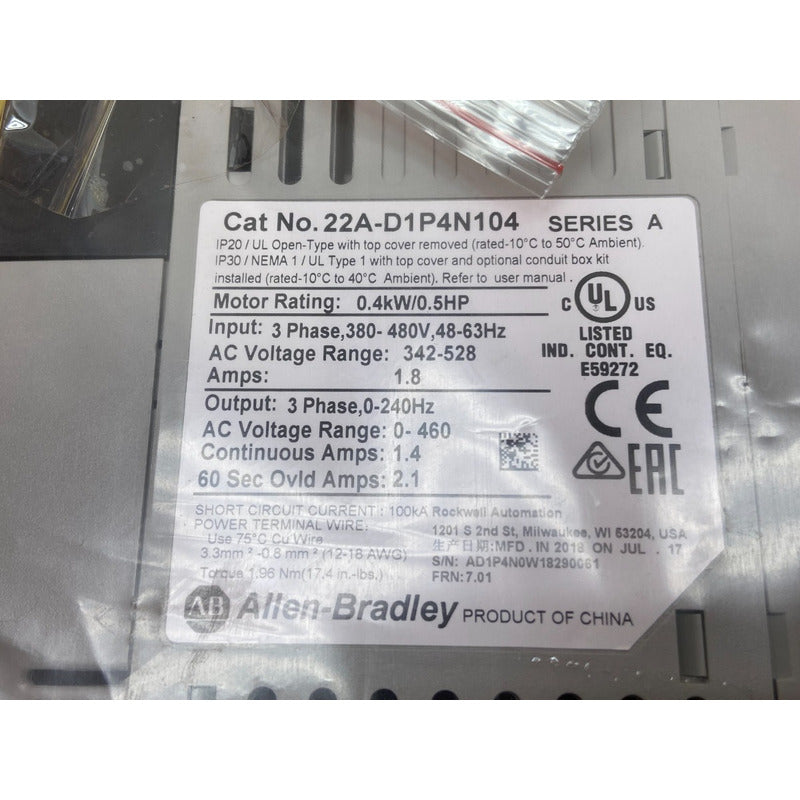 Cat No. 22A-D1P4N104 SERIES A
IP20 / UL Open-Type with top cover removed (rated-10°C to 50°C Ambient).
IP30 / NEMA 1 / UL Type 1 with top cover and optional conduit box kit
installed (rated-10°C to 40°C Ambient). Refer to user manual.
Motor Rating: 0.4kW/0.5HP
Input: 3 Phase,380- 480V,48-63Hz
AC Voltage Range: 342-528
Amps: 1.8
Output: 3 Phase,0-240Hz
AC Voltage Range: 0- 460
Continuous Amps: 1.4
60 Sec Ovld Amps: 2.1
C UL US
LISTED
IND. CONT. EQ.
E59272
CE
EAC
SHORT CIRCUIT CURRENT : 100kA Rockwell Automation
POWER TERMINAL WIRE:
Use 75°C Cu Wire
3.3mm² -0.8 mm² (12-18 AWG)
Torque 1.96 Nm(17.4 in.-lbs.)
1201 S 2nd St, Milwaukee, WI 53204, USA
生产日期:MFD. IN 2018 ON JUL . 17
S/N: AD1P4N0W18290061
FRN: 7.01
AB Allen-Bradley PRODUCT OF CHINA